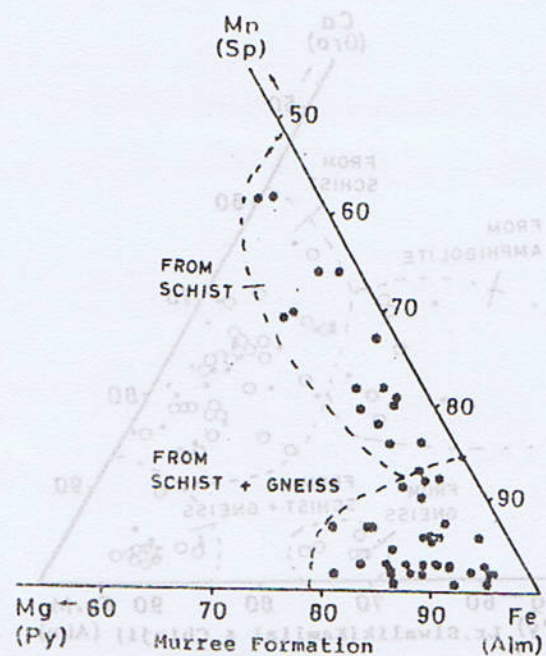 Mn
(Sp)
50
60
FROM
SCHIST
70
80
FROM
SCHIST + GNEISS
90
Mg 60 70 80 90 Fe
(Py) Murree Formation (Alm)